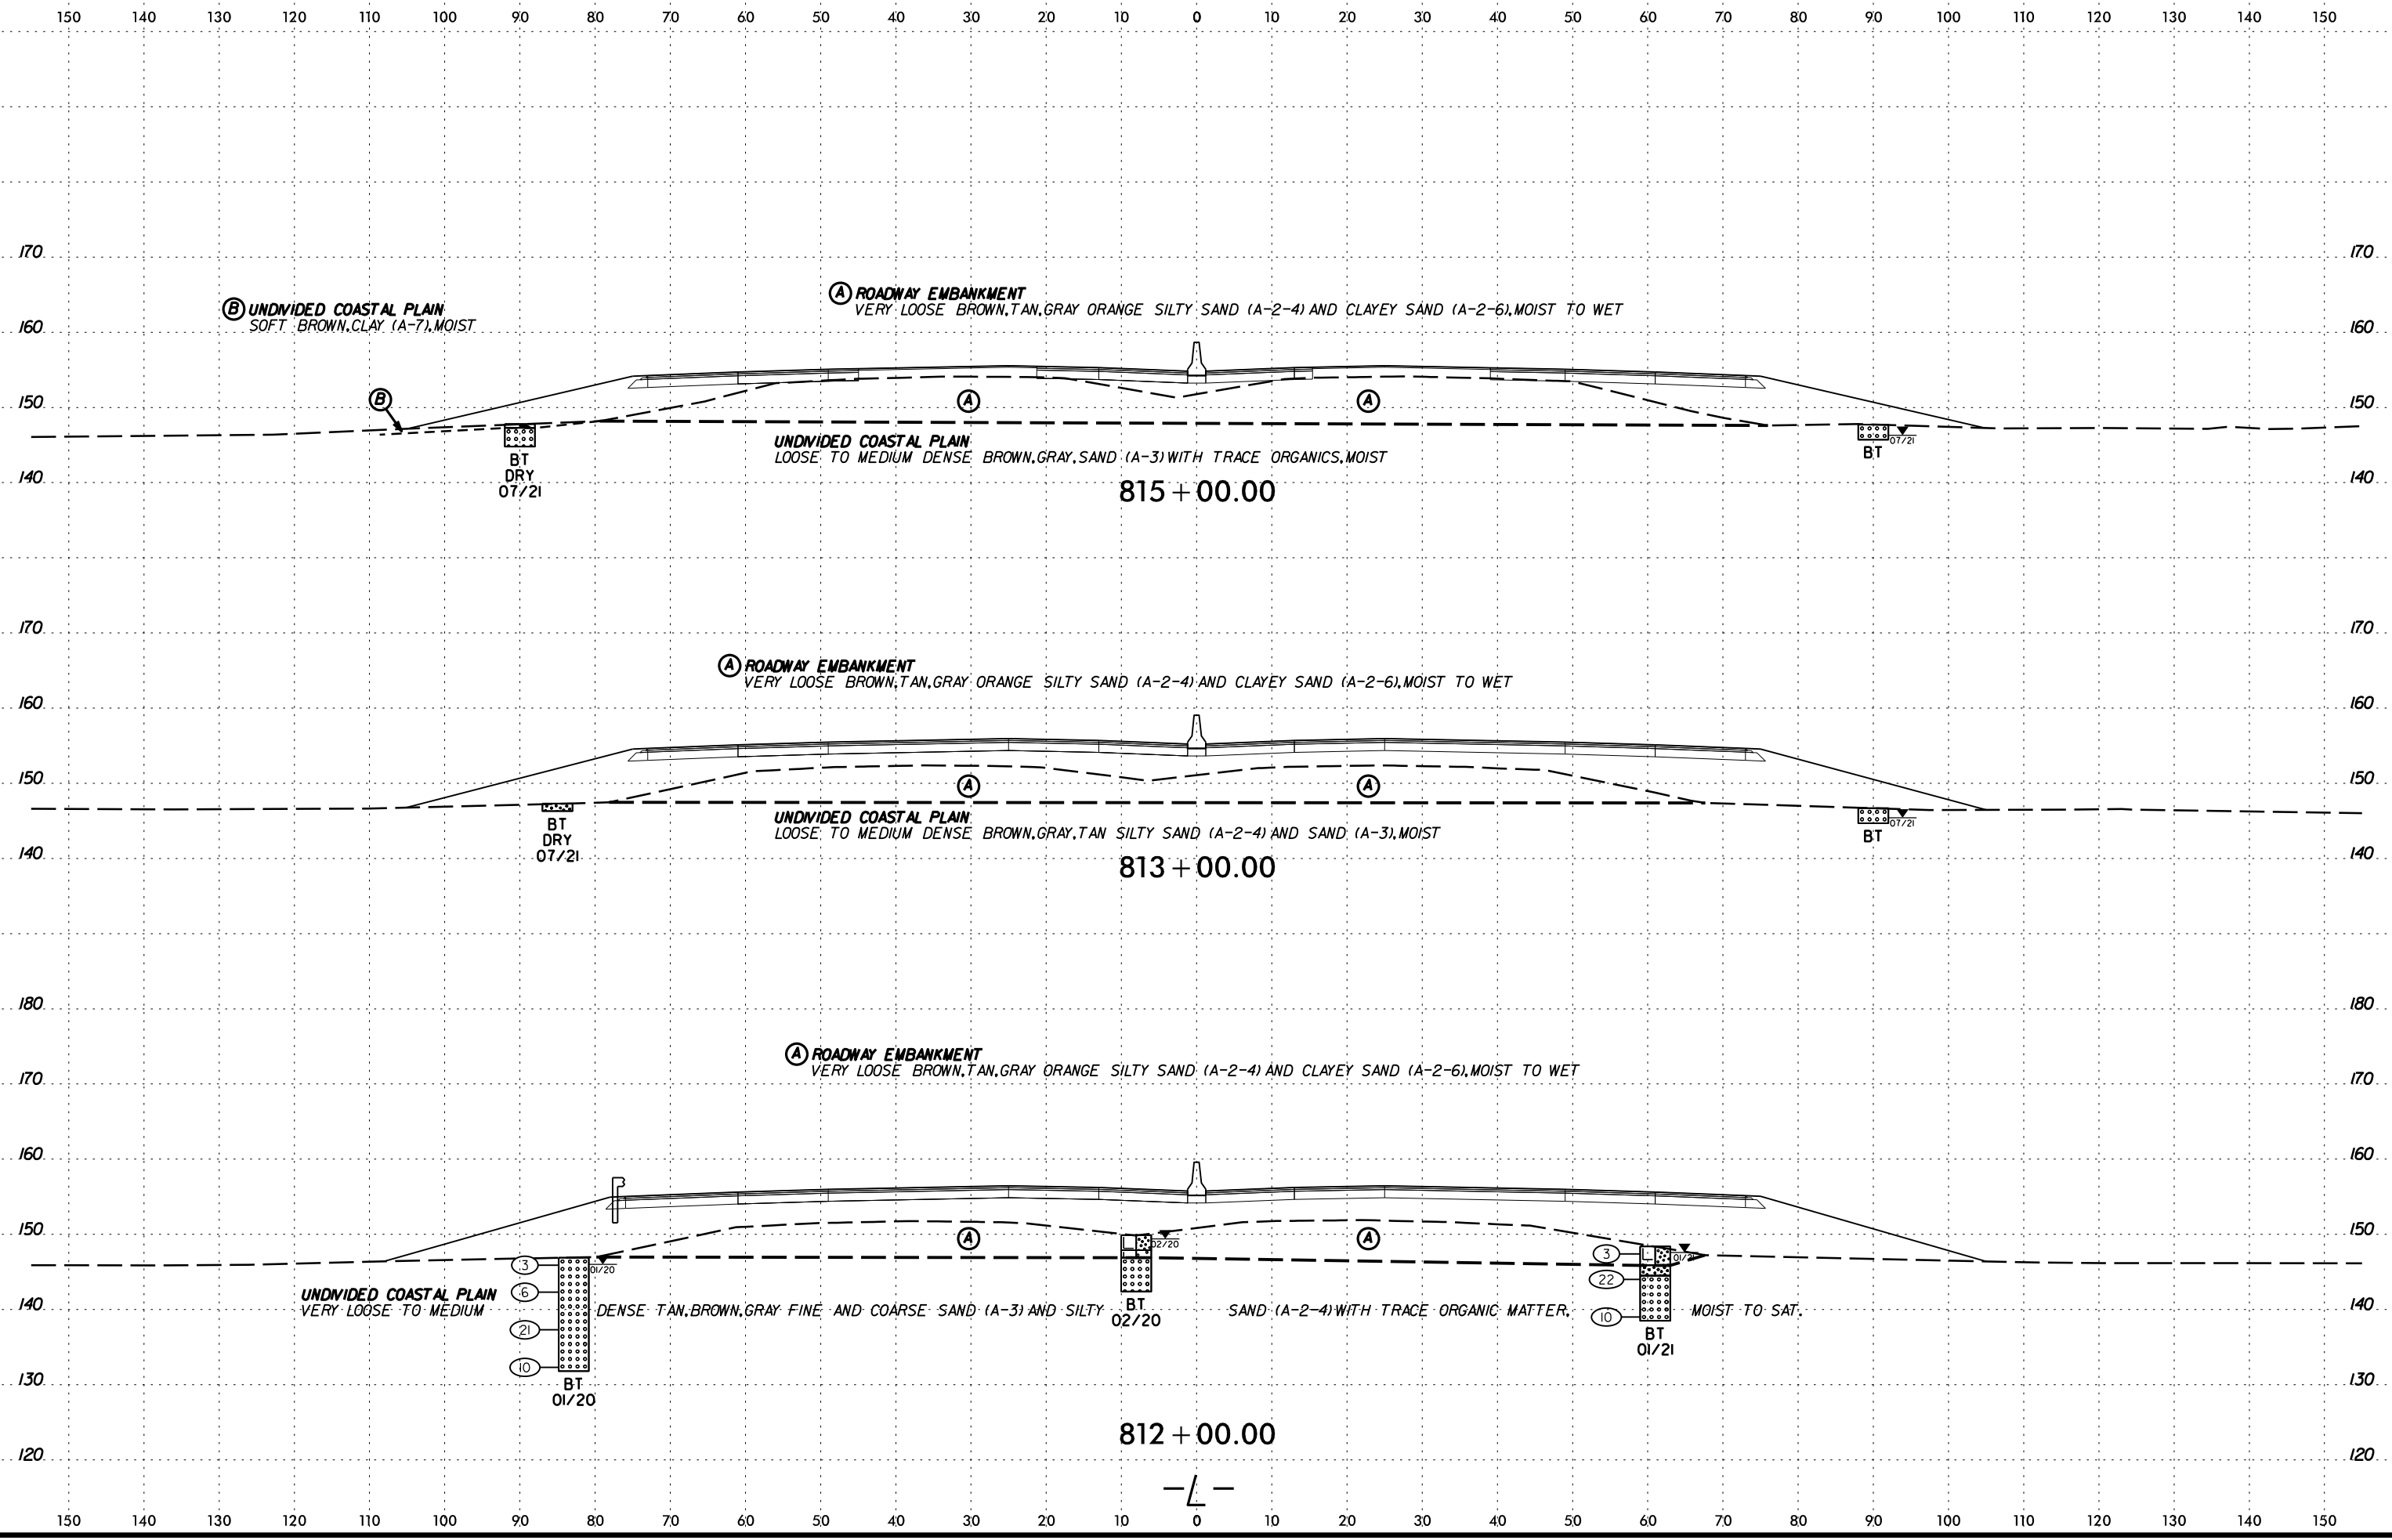 150 140 130 120 110 100 90 80 70 60 50 40 30 20 10 0 10 20 30 40 50 60 70 80 90 100 110 120 130 140 150
170 170
A ROADWAY EMBANKMENT
VERY LOOSE BROWN,TAN,GRAY ORANGE SILTY SAND (A-2-4) AND CLAYEY SAND (A-2-6),MOIST TO WET
B UNDIVIDED COASTAL PLAIN
SOFT BROWN,CLAY (A-7),MOIST
160 160
B
A A
150 150
07/21
UNDIVIDED COASTAL PLAIN
LOOSE TO MEDIUM DENSE BROWN,GRAY,SAND (A-3) WITH TRACE ORGANICS,MOIST
BT
DRY
07/21
BT
140 140
815+00.00
170 170
A ROADWAY EMBANKMENT
VERY LOOSE BROWN,TAN,GRAY ORANGE SILTY SAND (A-2-4) AND CLAYEY SAND (A-2-6),MOIST TO WET
160 160
150 150
A A
07/21
UNDIVIDED COASTAL PLAIN
LOOSE TO MEDIUM DENSE BROWN,GRAY,TAN SILTY SAND (A-2-4) AND SAND (A-3),MOIST
BT
DRY
07/21
BT
140 140
813+00.00
180 180
A ROADWAY EMBANKMENT
VERY LOOSE BROWN,TAN,GRAY ORANGE SILTY SAND (A-2-4) AND CLAYEY SAND (A-2-6),MOIST TO WET
170 170
160 160
150 150
A A
02/20
3
01/21
3
01/20
22
6
UNDIVIDED COASTAL PLAIN
VERY LOOSE TO MEDIUM DENSE TAN,BROWN,GRAY FINE AND COARSE SAND (A-3) AND SILTY SAND (A-2-4) WITH TRACE ORGANIC MATTER, MOIST TO SAT.
140 140
BT
02/20
10
21
BT
01/21
10
BT
01/20
130 130
812+00.00
120 120
-L-
150 140 130 120 110 100 90 80 70 60 50 40 30 20 10 0 10 20 30 40 50 60 70 80 90 100 110 120 130 140 150